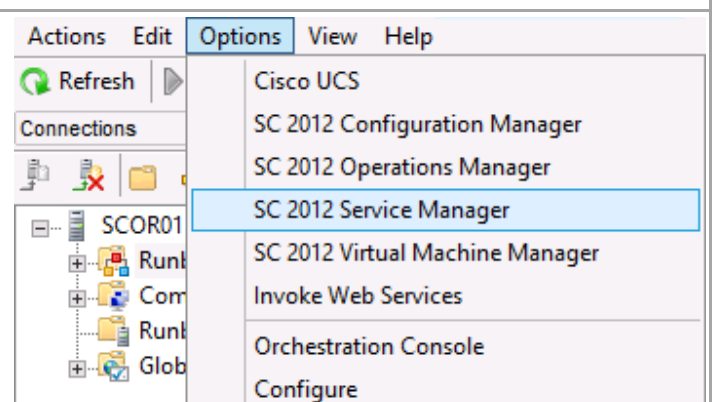 Actions Edit Options View Help
Refresh
Cisco UCS
Connections
SC 2012 Configuration Manager
SC 2012 Operations Manager
SC 2012 Service Manager
SCOR01
SC 2012 Virtual Machine Manager
Invoke Web Services
Orchestration Console
Configure